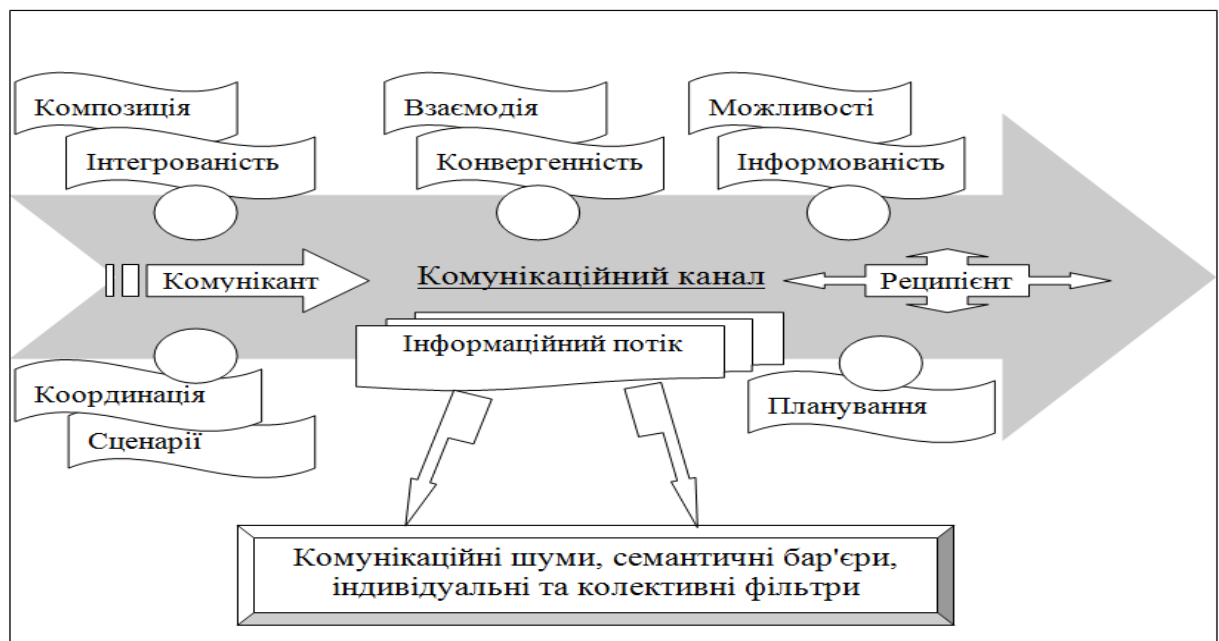 Композиція
Інтегрованість
Взаємодія
Конвергенність
Можливості
Інформованість
Комунікант
Комунікаційний канал
Реципієнт
Інформаційний потік
Координація
Сценарії
Планування
Комунікаційні шуми, семантичні бар'єри,
індивідуальні та колективні фільтри